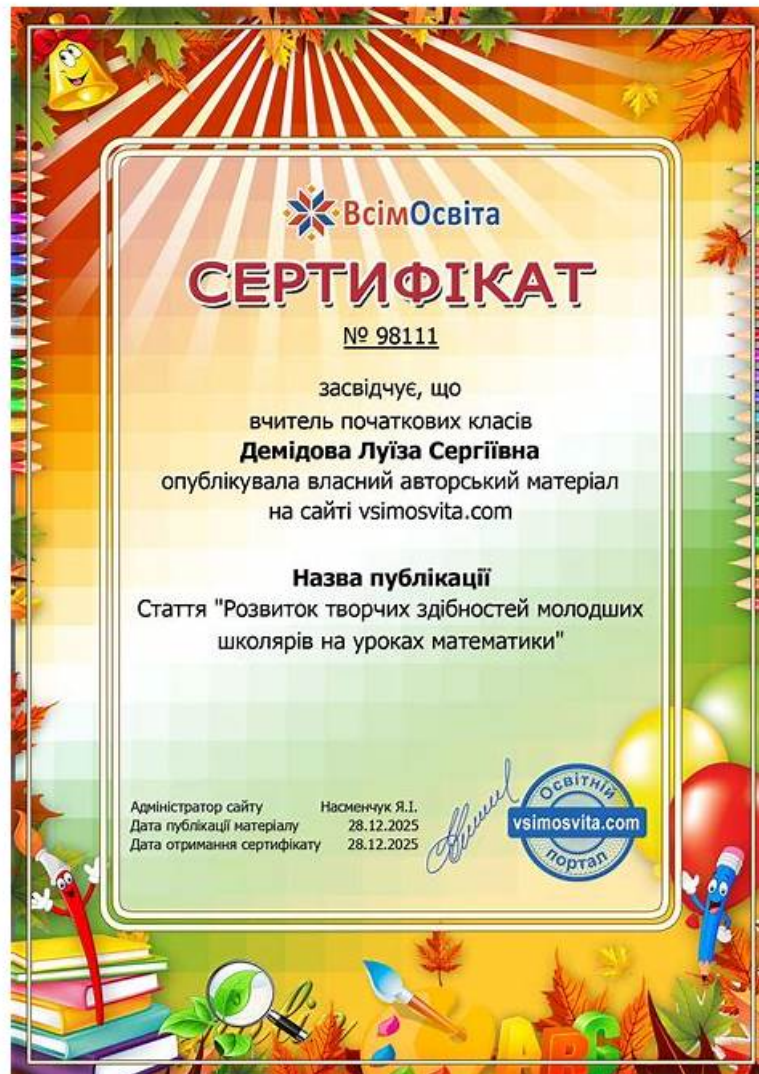 ВсімОсвіта
СЕРТИФІКАТ
№ 98111
засвідчує, що
вчитель початкових класів
Демідова Луїза Сергіївна
опублікувала власний авторський матеріал
на сайті vsimosvita.com
Назва публікації
Стаття "Розвиток творчих здібностей молодших
школярів на уроках математики"
Адміністратор сайту Насменчук Я.І.
Дата публікації матеріалу 28.12.2025
Дата отримання сертифікату 28.12.2025
Освітній
vsimosvita.com
портал
АБ